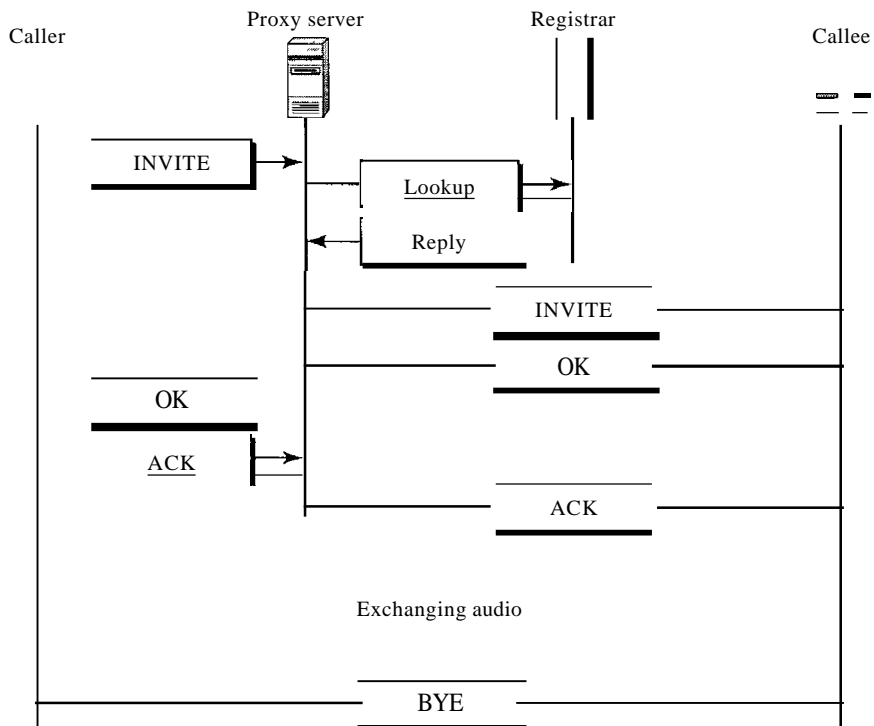 Proxy server
Registrar
Caller
Callee
INVITE
Lookup
Reply
INVITE
OK
OK
ACK
ACK
Exchanging audio
BYE